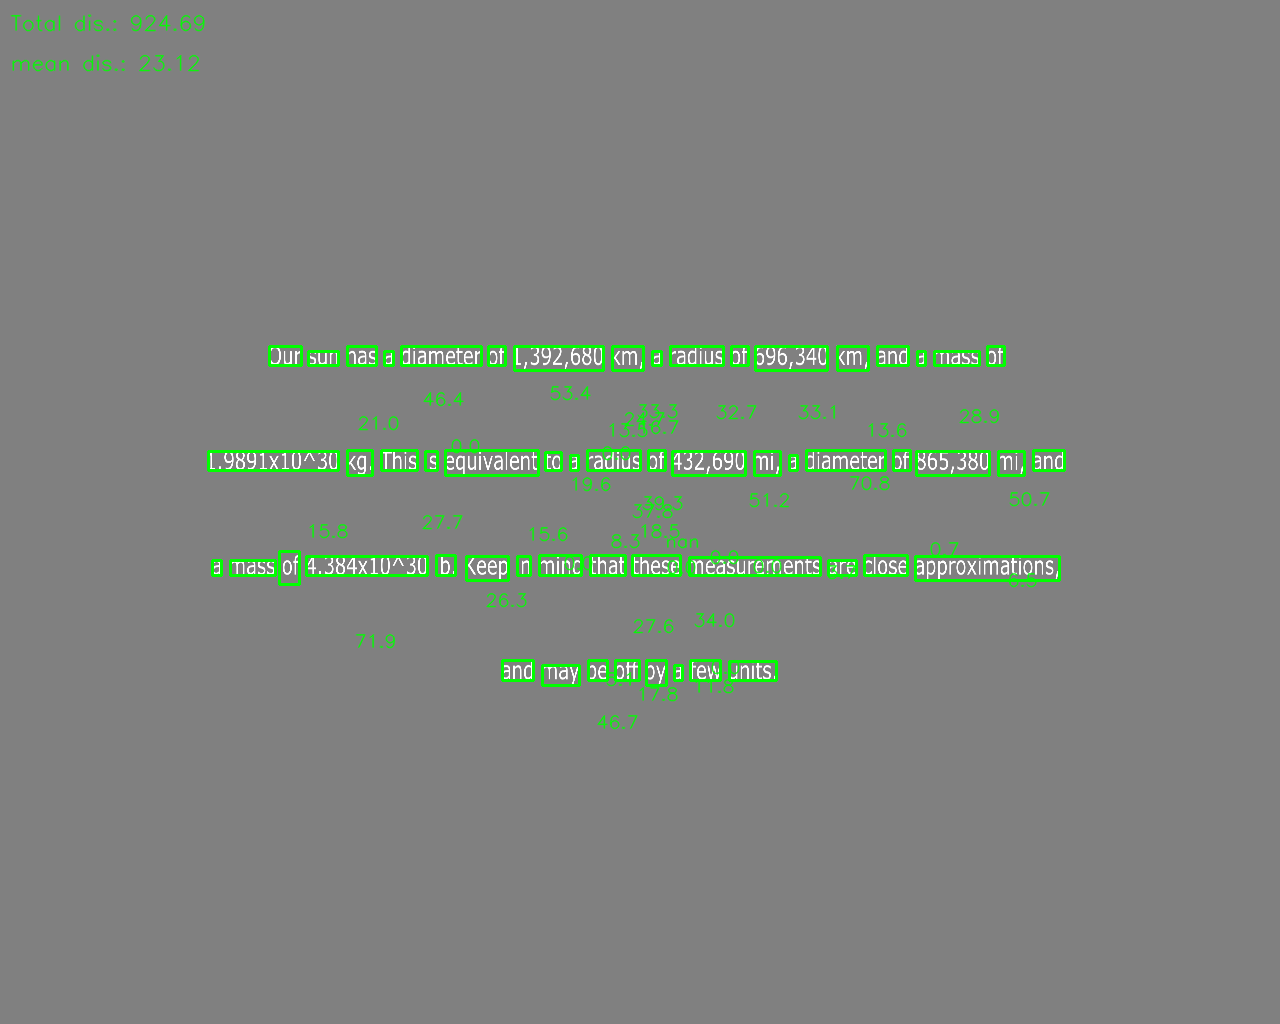 Total dis.: 924.69
mean dis.: 23.12
Our sun has a diameter of 1,392,680 km, a radius of 696,340 km, and a mass of
46.4 53.4 33.3 32.7 33.1 28.9
21.0 13.6
1.9891x10^30 kg. This is equivalent to a radius of 432,690 mi, a diameter of 865,380 mi, and
0.0
19.6 39.3 51.2 70.8 50.7
37.8
15.8 27.7 15.6 8.3 18.5 nan 0.7
a mass of 4.384x10^30 lb. Keep in mind that these measurements are close approximations,
26.3
71.9 27.6 34.0
and may be off by a few units.
17.8 11.8
46.7